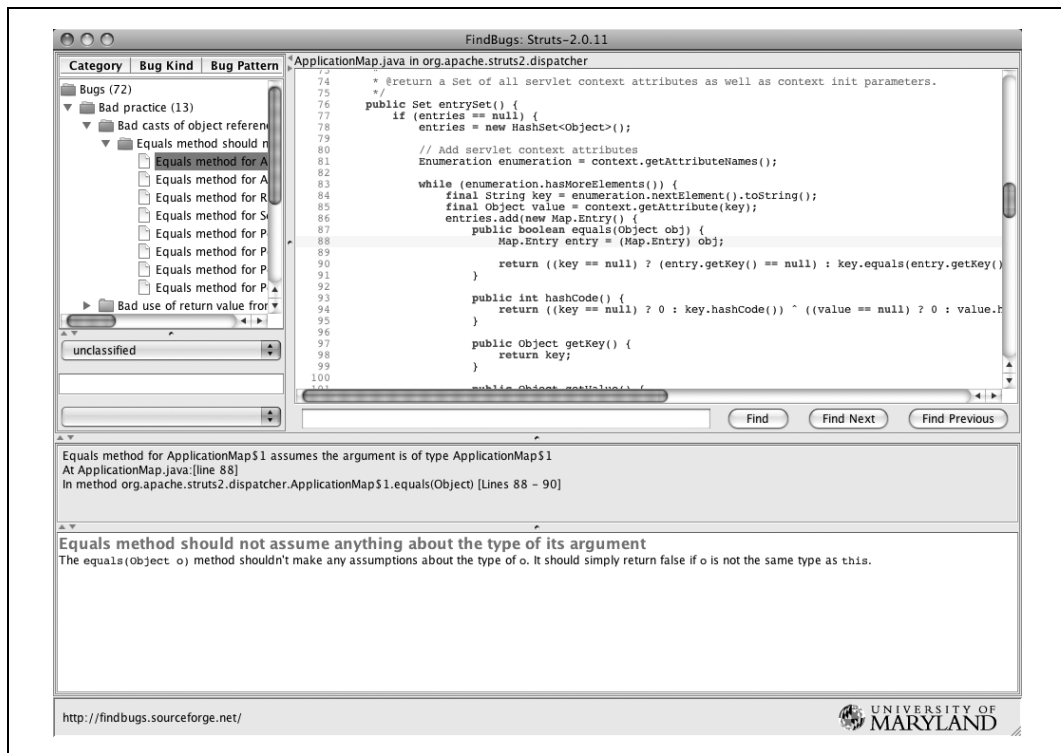 FindBugs: Struts-2.0.11
Category Bug Kind Bug Pattern
Bugs (72)
Bad practice (13)
Bad casts of object referen
Equals method should n
Equals method for A
Equals method for A
Equals method for R
Equals method for S
Equals method for P
Equals method for P
Equals method for P
Equals method for P
Bad use of return value from
unclassified
ApplicationMap.java in org.apache.struts2.dispatcher
73 *
74 * @return a Set of all servlet context attributes as well as context init parameters.
75 */
76 public Set entrySet() {
77 if (entries == null) {
78 entries = new HashSet<Object>();
79
80 // Add servlet context attributes
81 Enumeration enumeration = context.getAttributeNames();
82
83 while (enumeration.hasMoreElements()) {
84 final String key = enumeration.nextElement().toString();
85 final Object value = context.getAttribute(key);
86 entries.add(new Map.Entry() {
87 public boolean equals(Object obj) {
88 Map.Entry entry = (Map.Entry) obj;
89
90 return ((key == null) ? (entry.getKey() == null) : key.equals(entry.getKey()
91 }
92
93 public int hashCode() {
94 return ((key == null) ? 0 : key.hashCode()) ^ ((value == null) ? 0 : value.h
95 }
96
97 public Object getKey() {
98 return key;
99 }
100
101 public Object getValue() {
Find Find Next Find Previous
Equals method for ApplicationMap$1 assumes the argument is of type ApplicationMap$1
At ApplicationMap.java:[line 88]
In method org.apache.struts2.dispatcher.ApplicationMap$1.equals(Object) [Lines 88 - 90]
Equals method should not assume anything about the type of its argument
The equals(Object o) method shouldn't make any assumptions about the type of o. It should simply return false if o is not the same type as this.
http://findbugs.sourceforge.net/
UNIVERSITY OF
MARYLAND